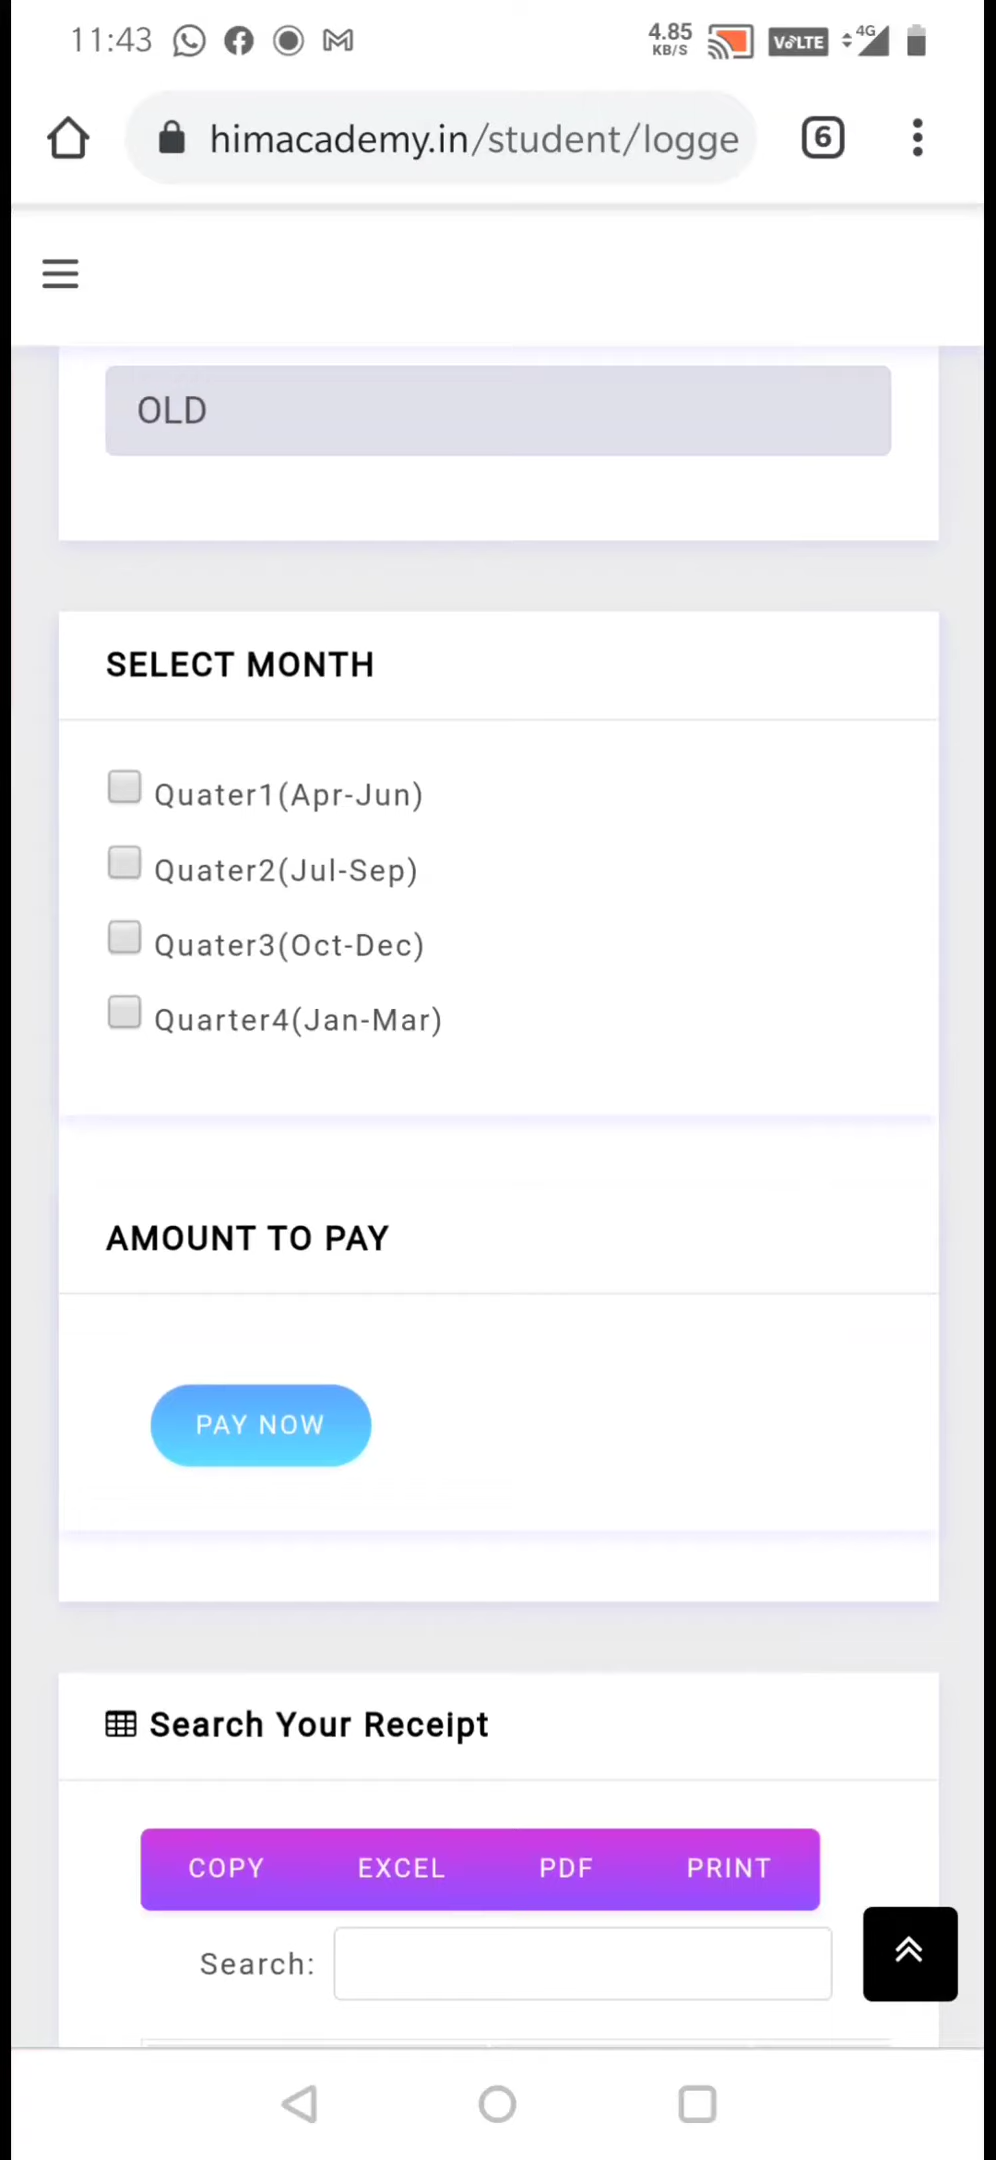 11:43 4.85 KB/S VoLTE 4G
himacademy.in/student/logge 6
OLD
SELECT MONTH
Quater1(Apr-Jun)
Quater2(Jul-Sep)
Quater3(Oct-Dec)
Quarter4(Jan-Mar)
AMOUNT TO PAY
PAY NOW
Search Your Receipt
COPY EXCEL PDF PRINT
Search: